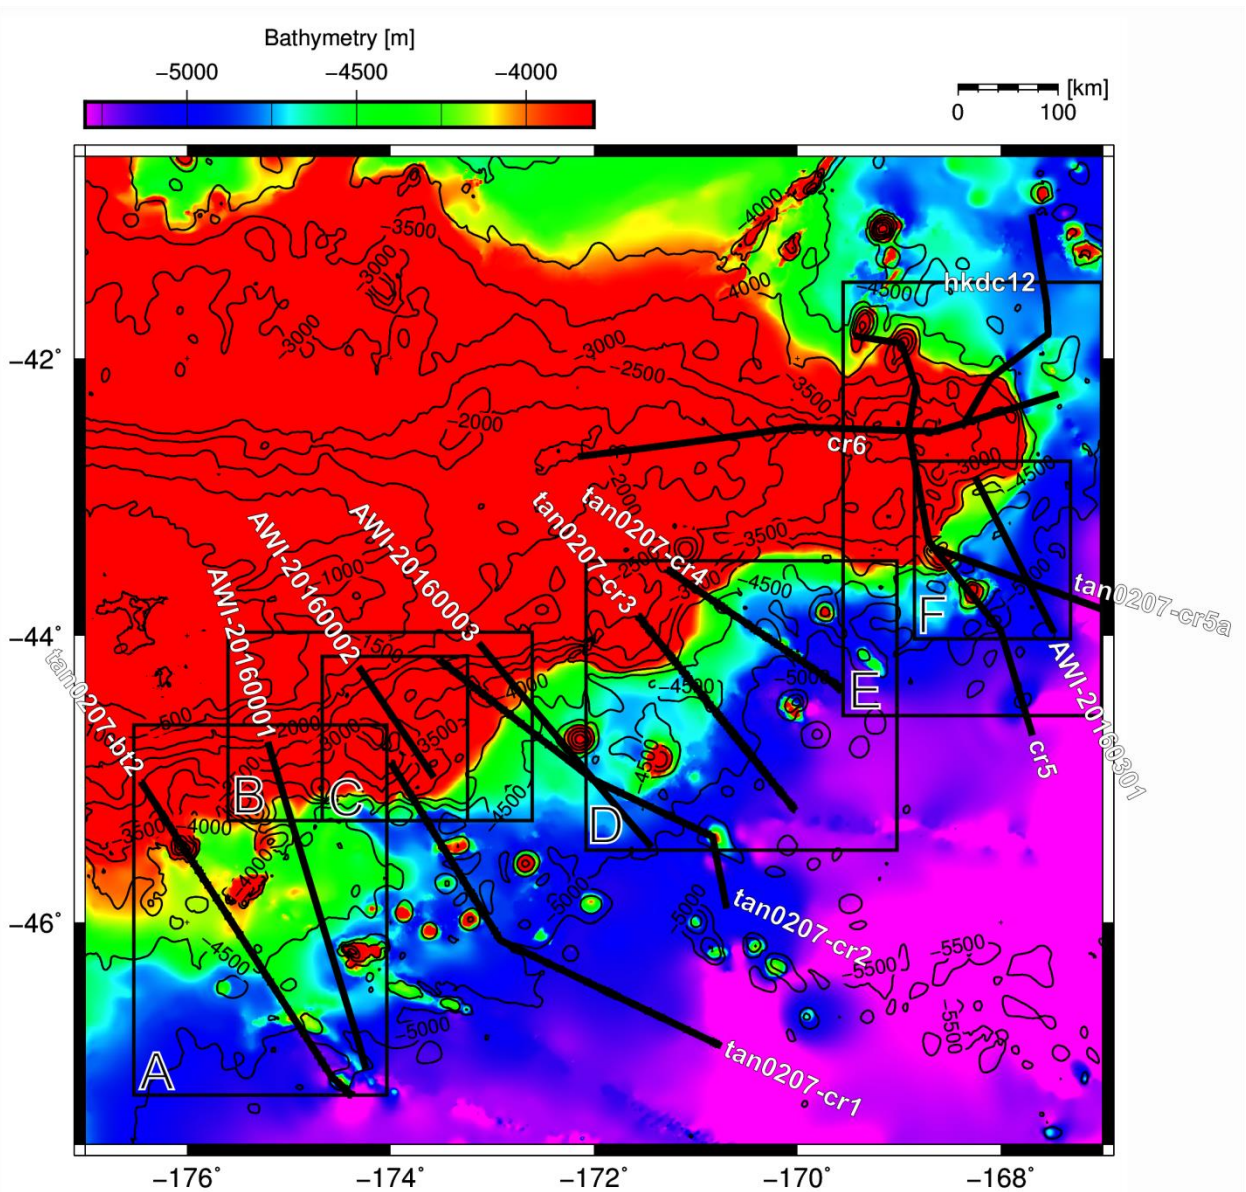 Bathymetry [m]
−5000 −4500 −4000
[km]
0 100
−4000
−3500
−3000
−4000
−4500
hkdc12
−3000
−42°
−3000
−2500
−3500
−2000
cr6
−3000
−4500
−2000
tan0207-cr4
tan0207-cr3
AWI-20160003
AWI-20160002
−3500
−2500
−1000
−4500
AWI-20160001
tan0207-cr5a
F
−44°
−1500
tan0207-bt2
AWI-20160301
−4000
−4500
−5000
E
−500
−2000
−3000
3500
cr5
−4500
B
C
−4500
D
−3500
−4000
−4000
−5000
tan0207-cr2
−5000
−46°
−4500
−5500
−5500
−5500
−5000
A
tan0207-cr1
−176° −174° −172° −170° −168°